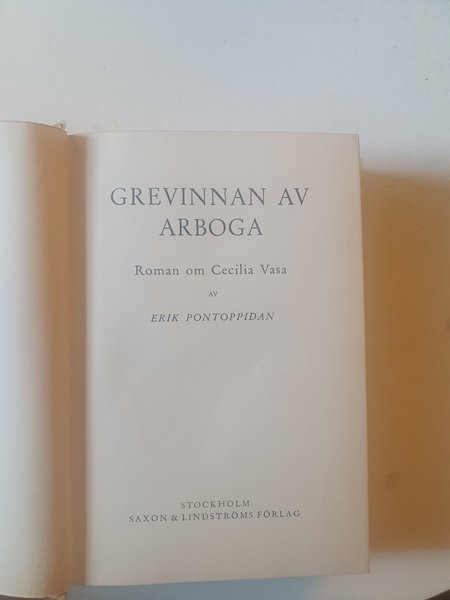 GREVINNAN AV
ARBOGA
Roman om Cecilia Vasa
AV
ERIK PONTOPPIDAN
STOCKHOLM
SAXON & LINDSTRÖMS FÖRLAG